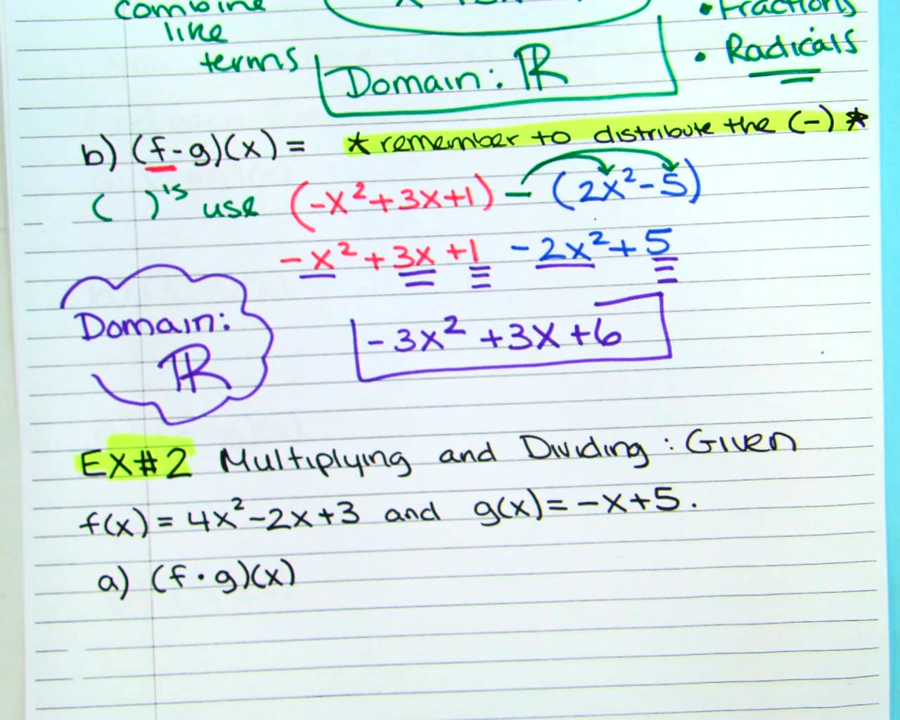 combine
like
terms
Domain: ℝ
• Fractions
• Radicals
b) (f-g)(x) = * remember to distribute the (-) *
( )'s use (-x²+3x+1) - (2x²-5)
-x² + 3x + 1 - 2x² + 5
Domain:
ℝ
-3x² + 3x + 6
EX#2 Multiplying and Dividing : Given
f(x) = 4x²-2x+3 and g(x) = -x+5.
a) (f·g)(x)